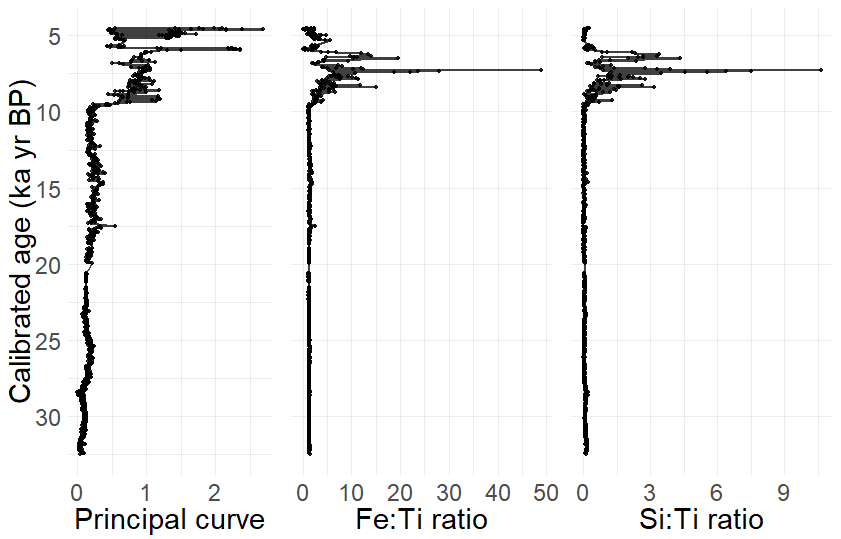 Calibrated age (ka yr BP)
5
10
15
20
25
30
0 1 2
0 10 20 30 40 50
0 3 6 9
Principal curve
Fe:Ti ratio
Si:Ti ratio